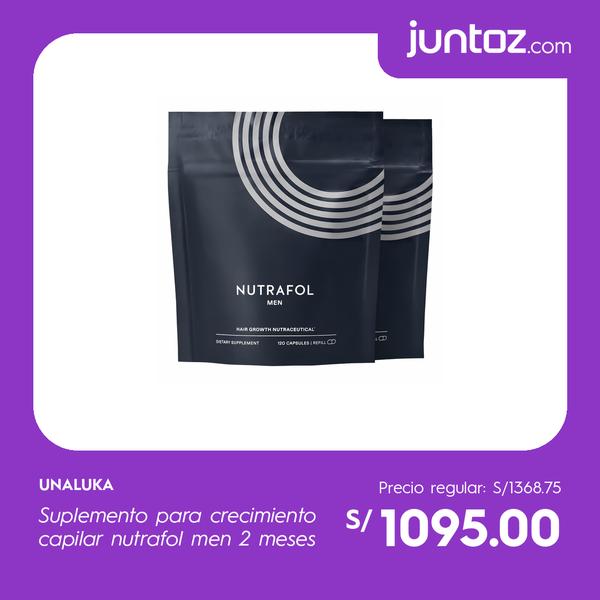 juntoz.com
NUTRAFOL
MEN
HAIR GROWTH NUTRACEUTICAL*
DIETARY SUPPLEMENT 120 CAPSULES | REFILL
UNALUKA
Suplemento para crecimiento
capilar nutrafol men 2 meses
Precio regular: S/1368.75
S/ 1095.00